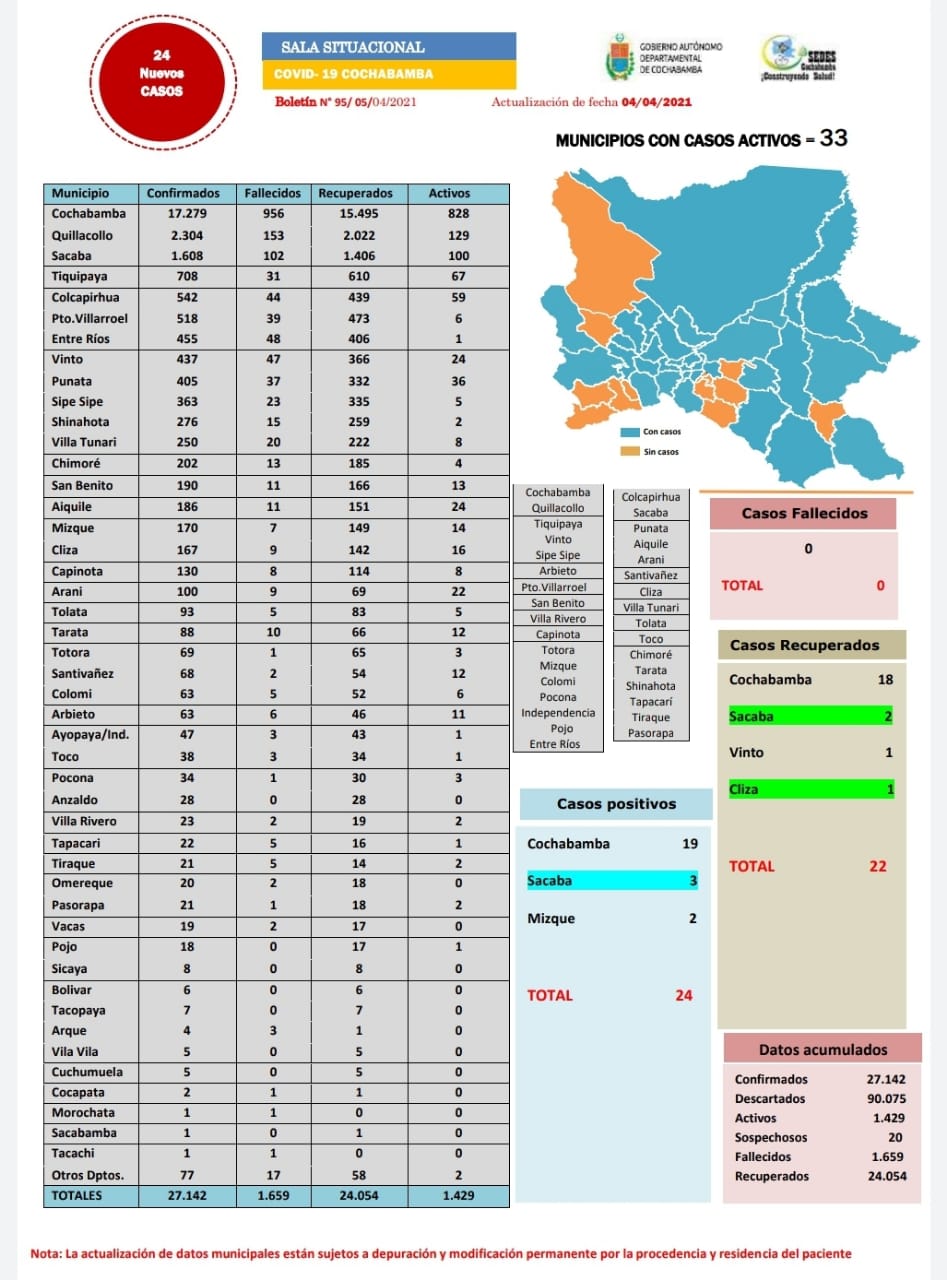 24
Nuevos
CASOS
SALA SITUACIONAL
COVID- 19 COCHABAMBA
Boletín N° 95/ 05/04/2021
Actualización de fecha 04/04/2021
GOBIERNO AUTÓNOMO
DEPARTAMENTAL
DE COCHABAMBA
SEDES
Cochabamba
¡Construyendo Salud!
MUNICIPIOS CON CASOS ACTIVOS = 33
Municipio Confirmados Fallecidos Recuperados Activos
Cochabamba 17.279 956 15.495 828
Quillacollo 2.304 153 2.022 129
Sacaba 1.608 102 1.406 100
Tiquipaya 708 31 610 67
Colcapirhua 542 44 439 59
Pto.Villarroel 518 39 473 6
Entre Ríos 455 48 406 1
Vinto 437 47 366 24
Punata 405 37 332 36
Sipe Sipe 363 23 335 5
Shinahota 276 15 259 2
Villa Tunari 250 20 222 8
Chimoré 202 13 185 4
San Benito 190 11 166 13
Aiquile 186 11 151 24
Mizque 170 7 149 14
Cliza 167 9 142 16
Capinota 130 8 114 8
Arani 100 9 69 22
Tolata 93 5 83 5
Tarata 88 10 66 12
Totora 69 1 65 3
Santivañez 68 2 54 12
Colomi 63 5 52 6
Arbieto 63 6 46 11
Ayopaya/Ind. 47 3 43 1
Toco 38 3 34 1
Pocona 34 1 30 3
Anzaldo 28 0 28 0
Villa Rivero 23 2 19 2
Tapacari 22 5 16 1
Tiraque 21 5 14 2
Omereque 20 2 18 0
Pasorapa 21 1 18 2
Vacas 19 2 17 0
Pojo 18 0 17 1
Sicaya 8 0 8 0
Bolivar 6 0 6 0
Tacopaya 7 0 7 0
Arque 4 3 1 0
Vila Vila 5 0 5 0
Cuchumuela 5 0 5 0
Cocapata 2 1 1 0
Morochata 1 1 0 0
Sacabamba 1 0 1 0
Tacachi 1 1 0 0
Otros Dptos. 77 17 58 2
TOTALES 27.142 1.659 24.054 1.429
Con casos
Sin casos
Cochabamba
Quillacollo
Tiquipaya
Vinto
Sipe Sipe
Arbieto
Pto.Villarroel
San Benito
Villa Rivero
Capinota
Totora
Mizque
Colomi
Pocona
Independencia
Pojo
Entre Ríos
Colcapirhua
Sacaba
Punata
Aiquile
Arani
Santivañez
Cliza
Villa Tunari
Tolata
Toco
Chimoré
Tarata
Shinahota
Tapacarí
Tiraque
Pasorapa
Casos Fallecidos
0
TOTAL 0
Casos Recuperados
Cochabamba 18
Sacaba 2
Vinto 1
Cliza 1
TOTAL 22
Casos positivos
Cochabamba 19
Sacaba 3
Mizque 2
TOTAL 24
Datos acumulados
Confirmados 27.142
Descartados 90.075
Activos 1.429
Sospechosos 20
Fallecidos 1.659
Recuperados 24.054
Nota: La actualización de datos municipales están sujetos a depuración y modificación permanente por la procedencia y residencia del paciente